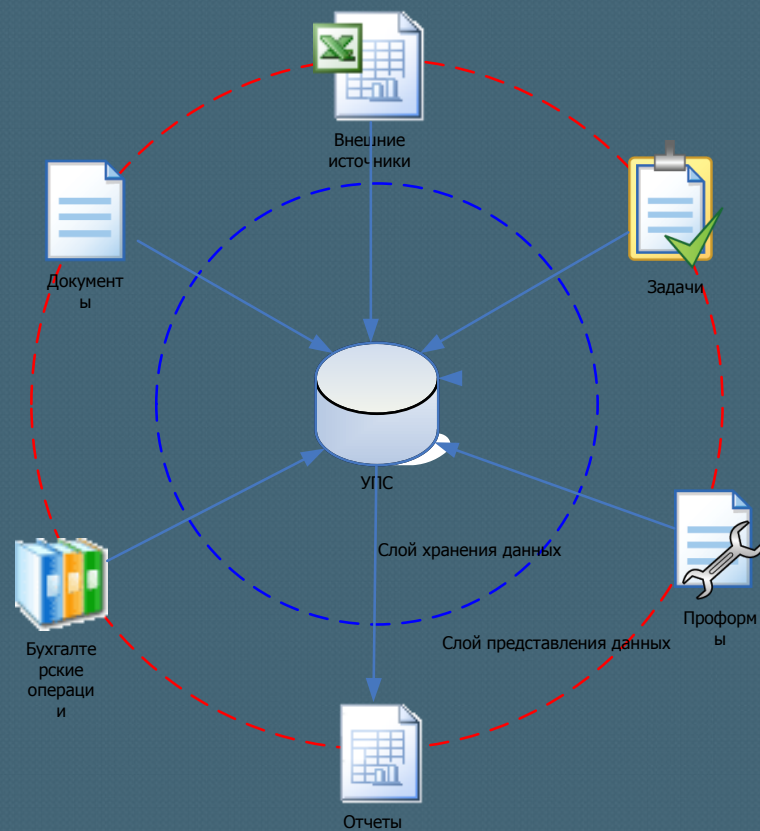 Внешние
источники
Документ
ы
Задачи
УПС
Слой хранения данных
Проформ
ы
Слой представления данных
Бухгалте
рские
операци
и
Отчеты